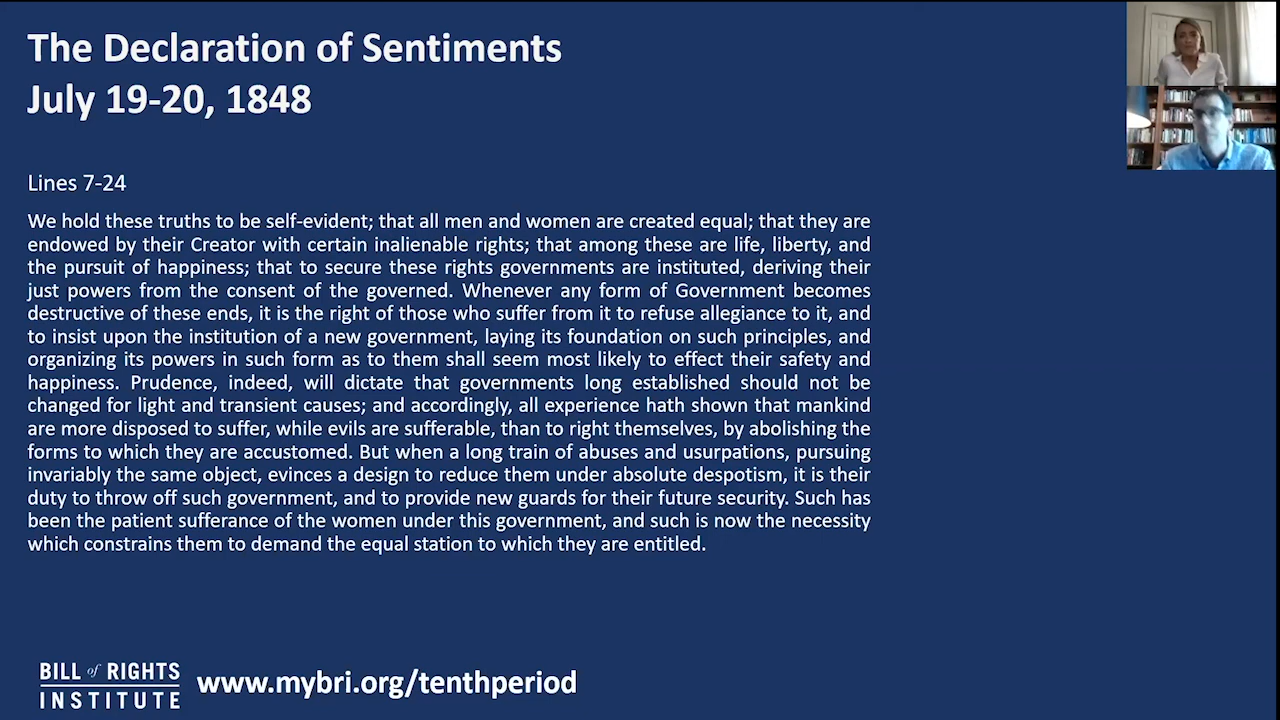 The Declaration of Sentiments
July 19-20, 1848
Lines 7-24
We hold these truths to be self-evident; that all men and women are created equal; that they are
endowed by their Creator with certain inalienable rights; that among these are life, liberty, and
the pursuit of happiness; that to secure these rights governments are instituted, deriving their
just powers from the consent of the governed. Whenever any form of Government becomes
destructive of these ends, it is the right of those who suffer from it to refuse allegiance to it, and
to insist upon the institution of a new government, laying its foundation on such principles, and
organizing its powers in such form as to them shall seem most likely to effect their safety and
happiness. Prudence, indeed, will dictate that governments long established should not be
changed for light and transient causes; and accordingly, all experience hath shown that mankind
are more disposed to suffer, while evils are sufferable, than to right themselves, by abolishing the
forms to which they are accustomed. But when a long train of abuses and usurpations, pursuing
invariably the same object, evinces a design to reduce them under absolute despotism, it is their
duty to throw off such government, and to provide new guards for their future security. Such has
been the patient sufferance of the women under this government, and such is now the necessity
which constrains them to demand the equal station to which they are entitled.
BILL of RIGHTS
INSTITUTE
www.mybri.org/tenthperiod